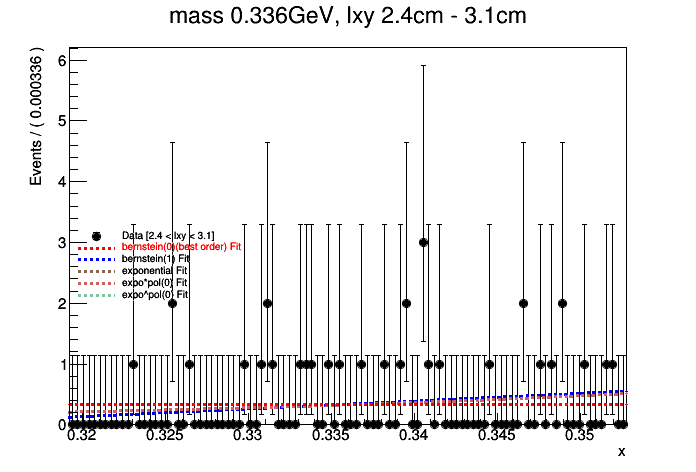 mass 0.336GeV, lxy 2.4cm - 3.1cm
Events / ( 0.000336 )
6
5
4
3
2
1
0
Data [2.4 < lxy < 3.1]
bernstein(0)(best order) Fit
bernstein(1) Fit
exponential Fit
expo*pol(0) Fit
expo^pol(0) Fit
0.32 0.325 0.33 0.335 0.34 0.345 0.35
x